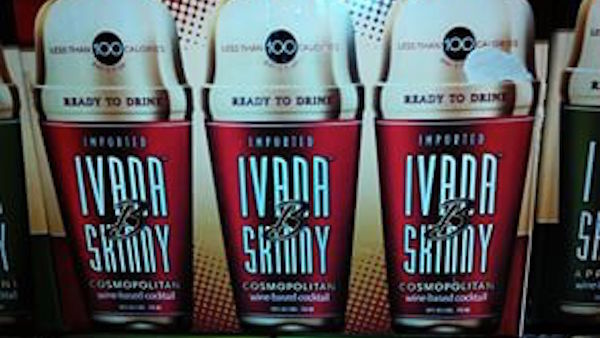 LESS THAN 100 CALORIES
READY TO DRINK
IMPORTED
IVANA
B.
SKINNY
COSMOPOLITAN
wine-based cocktail
LESS THAN 100 CALORIES
READY TO DRINK
IMPORTED
IVANA
B.
SKINNY
COSMOPOLITAN
wine-based cocktail
LESS THAN 100 CALORIES
READY TO DRINK
IMPORTED
IVANA
B.
SKINNY
COSMOPOLITAN
wine-based cocktail